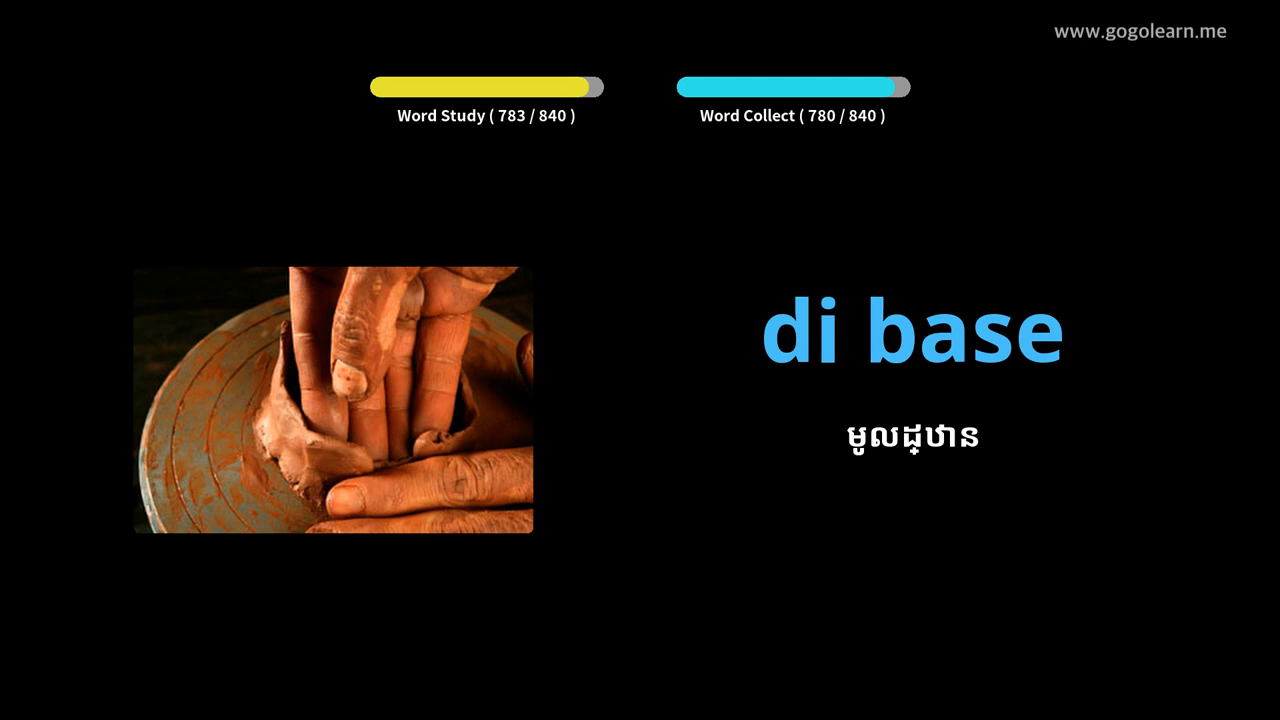 www.gogolearn.me
Word Study ( 783 / 840 )
Word Collect ( 780 / 840 )
di base
មូលដ្ឋាន